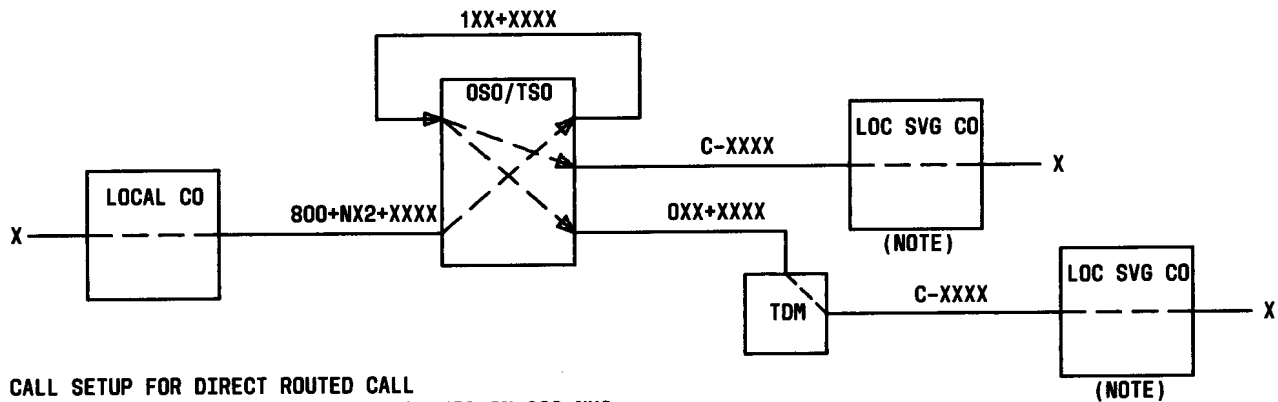 1XX+XXXX
OSO/TSO
LOC SVG CO
C-XXXX
X
LOCAL CO
800+NX2+XXXX
0XX+XXXX
X
(NOTE)
LOC SVG CO
C-XXXX
TDM
X
CALL SETUP FOR DIRECT ROUTED CALL
(NOTE)